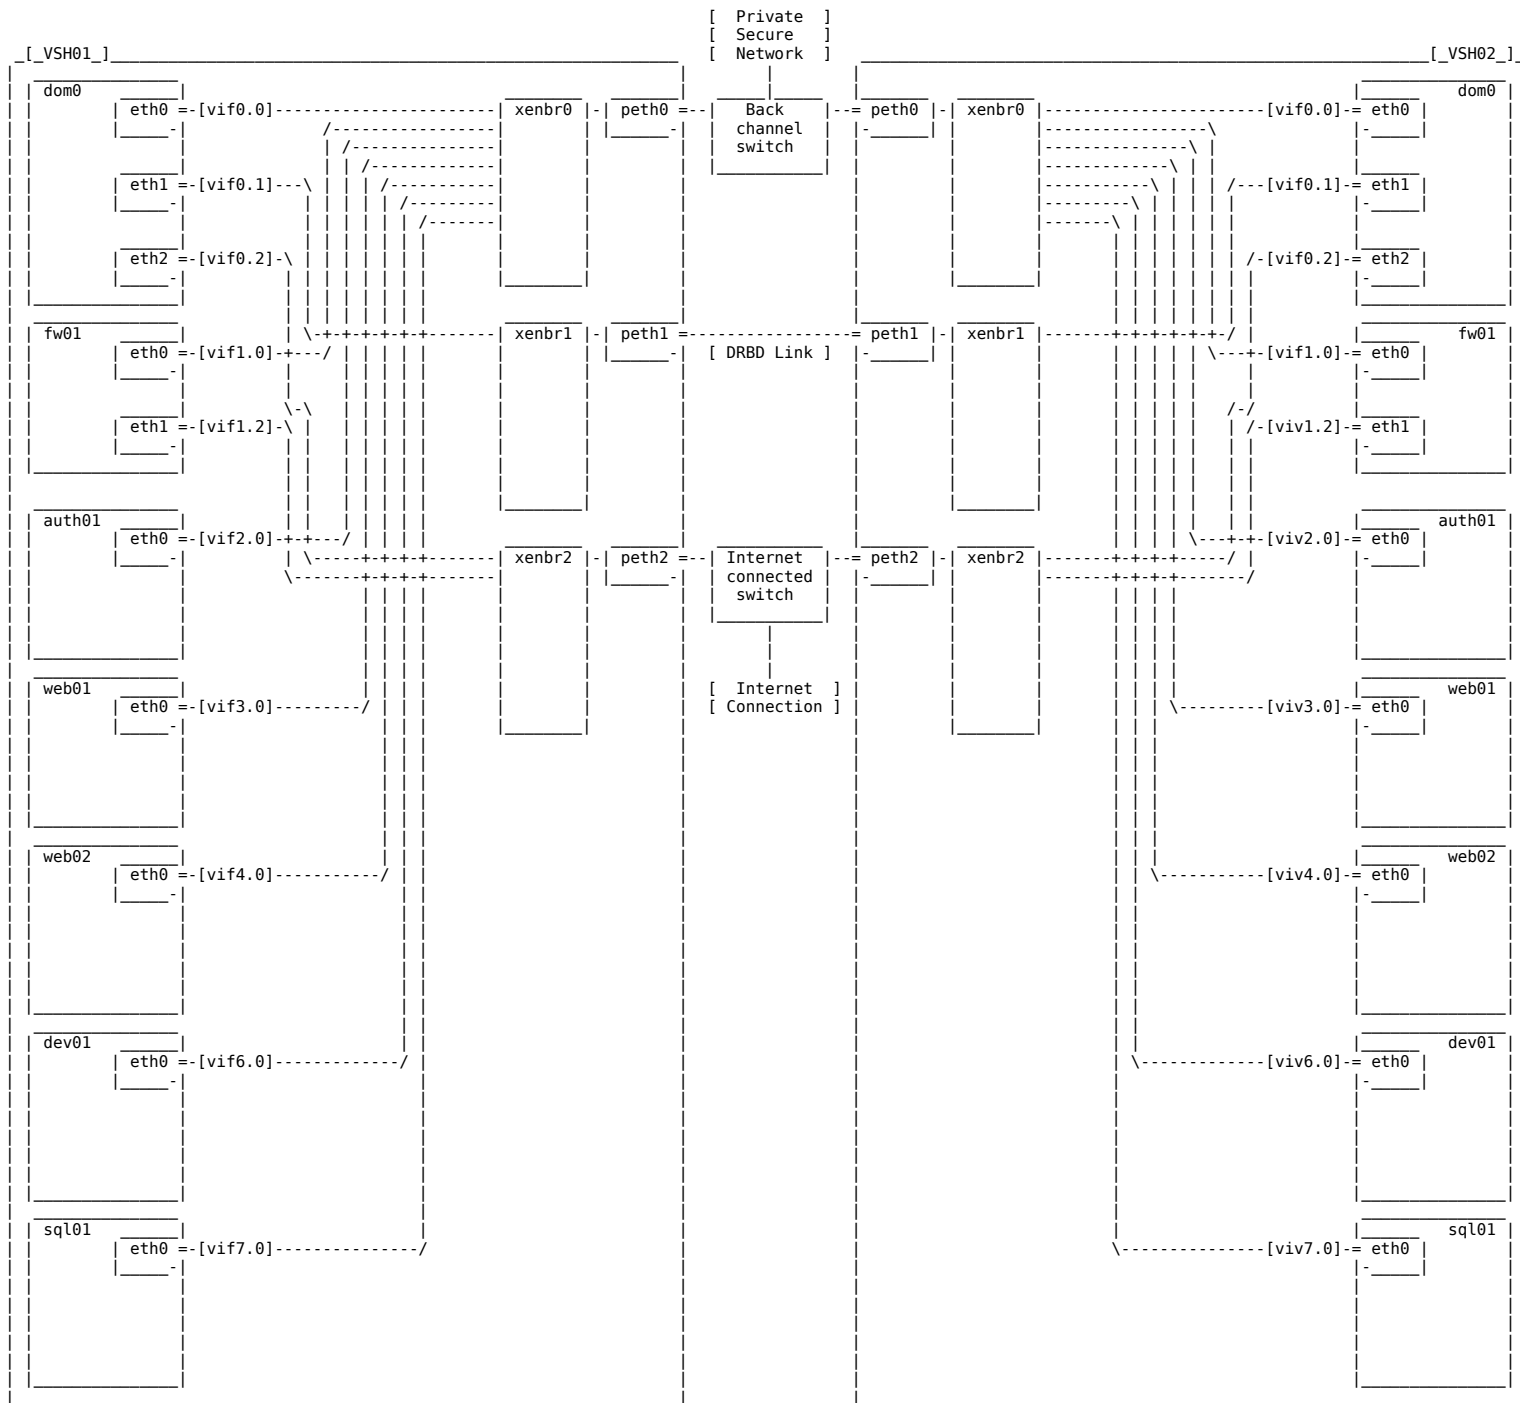 [ Private ]
[ Secure ]
[ Network ]
_[_VSH01_]_ [_VSH02_]_
dom0 dom0
eth0 =-[vif0.0] xenbr0 peth0 =-- Back --= peth0 xenbr0 [vif0.0]-= eth0
channel
switch
eth1 =-[vif0.1] [vif0.1]-= eth1
eth2 =-[vif0.2] [vif0.2]-= eth2
fw01 xenbr1 peth1 = = peth1 xenbr1 fw01
eth0 =-[vif1.0] [ DRBD Link ] [vif1.0]-= eth0
eth1 =-[vif1.2] [viv1.2]-= eth1
auth01 auth01
eth0 =-[vif2.0] [viv2.0]-= eth0
xenbr2 peth2 =-- Internet --= peth2 xenbr2
connected
switch
web01 [ Internet ] web01
eth0 =-[vif3.0] [ Connection ] [viv3.0]-= eth0
web02 web02
eth0 =-[vif4.0] [viv4.0]-= eth0
dev01 dev01
eth0 =-[vif6.0] [viv6.0]-= eth0
sql01 sql01
eth0 =-[vif7.0] [viv7.0]-= eth0